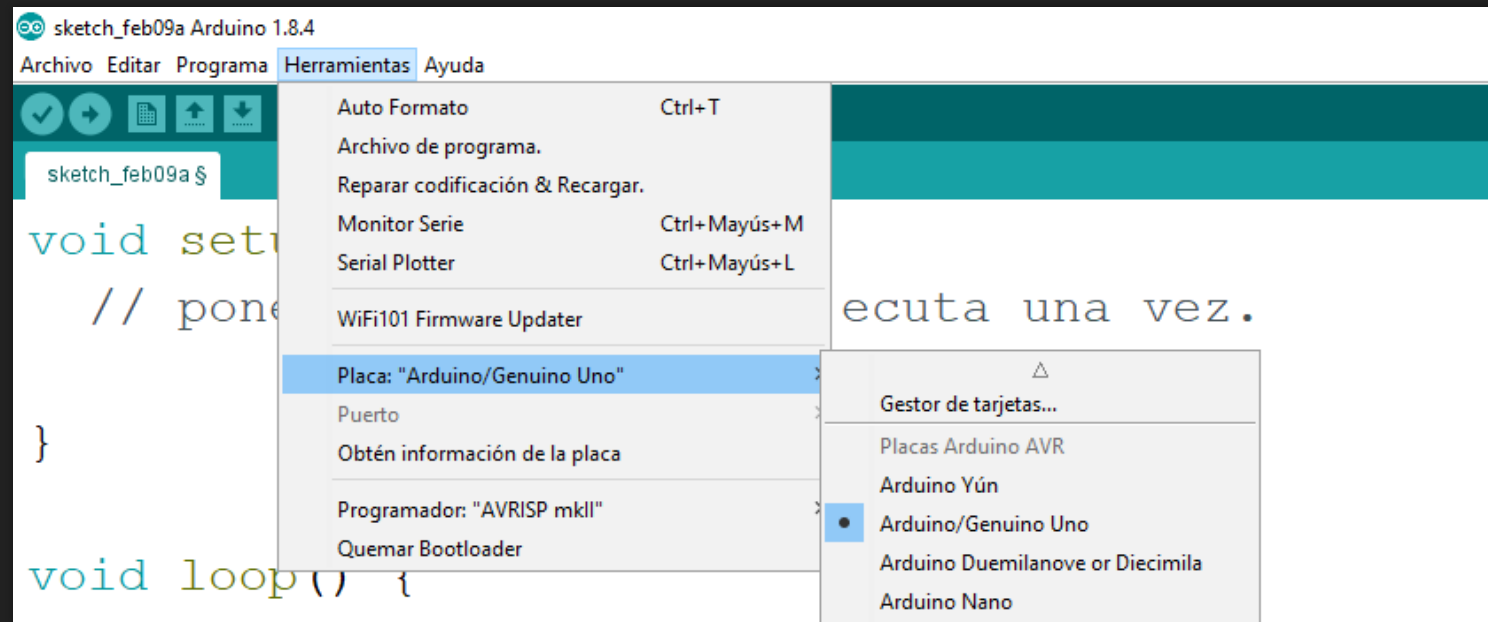 sketch_feb09a Arduino 1.8.4
Archivo Editar Programa Herramientas Ayuda
sketch_feb09a §
Auto Formato Ctrl+T
Archivo de programa.
Reparar codificación & Recargar.
Monitor Serie Ctrl+Mayús+M
Serial Plotter Ctrl+Mayús+L
WiFi101 Firmware Updater
Placa: "Arduino/Genuino Uno"
Puerto
Obtén información de la placa
Programador: "AVRISP mkII"
Quemar Bootloader
Gestor de tarjetas...
Placas Arduino AVR
Arduino Yún
Arduino/Genuino Uno
Arduino Duemilanove or Diecimila
Arduino Nano
void
// ecuta una vez.
}
void loop() {